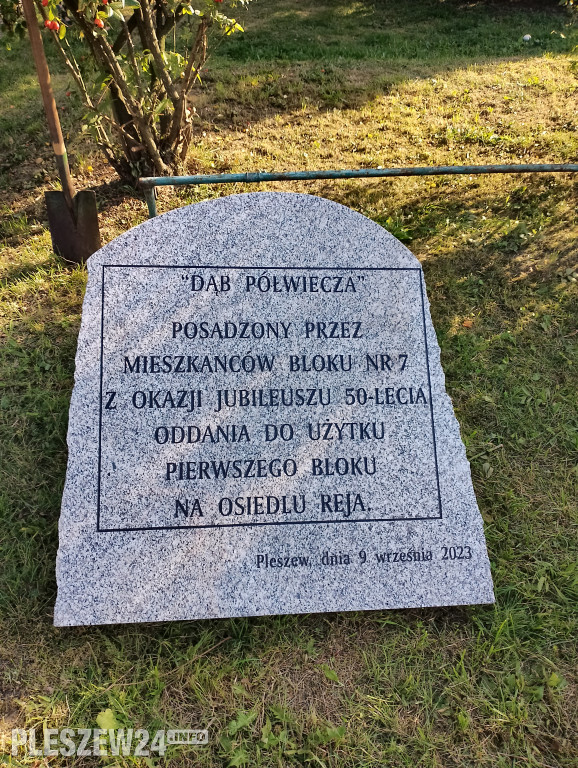 "DĄB PÓŁWIECZA"
POSADZONY PRZEZ
MIESZKAŃCÓW BLOKU NR 7
Z OKAZJI JUBILEUSZU 50-LECIA
ODDANIA DO UŻYTKU
PIERWSZEGO BLOKU
NA OSIEDLU REJA.
Pleszew, dnia 9 września 2023
PLESZEW24.INFO